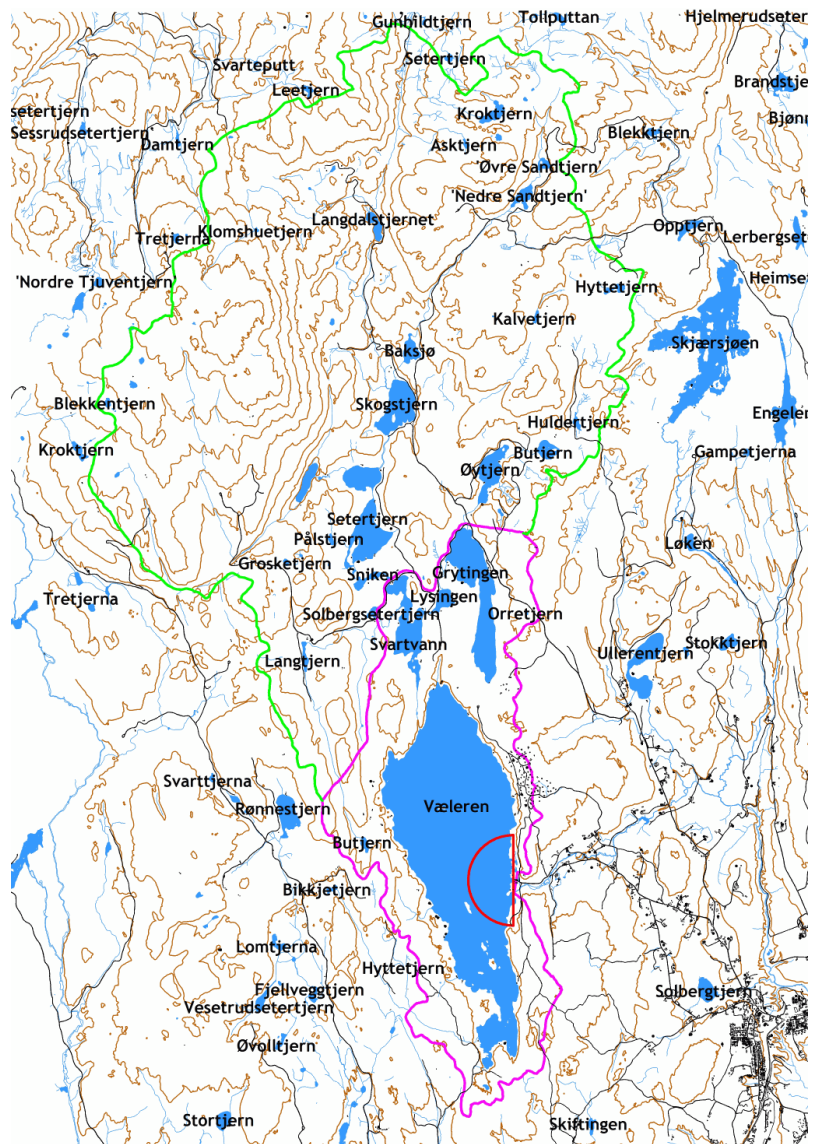 Gunhildtjern
Tollputtan
Hjelmerudseter
Setertjern
Svarteputt
Leetjern
Brandstje
setertjern
Kroktjern
Bjønn
'Sessrudsetertjern'
Blekktjern
Damtjern
Asktjern
'Øvre Sandtjern'
'Nedre Sandtjern'
Langdalstjernet
Opptjern
Klomshuetjern
Tretjerna
Lerbergset
'Nordre Tjuventjern'
Heimset
Hyttetjern
Kalvetjern
Skjærsjøen
Baksjø
Blekkentjern
Skogstjern
Engeler
Huldertjern
Kroktjern
Butjern
Gampetjerna
Øytjern
Setertjern
Pålstjern
Løken
Grosketjern
Sniken
Grytingen
Tretjerna
Lysingen
Solbergsetertjern
Orretjern
Svartvann
Stokktjern
Ullerentjern
Langtjern
Svarttjerna
Væleren
Rønnestjern
Butjern
Bikkjetjern
Lomtjerna
Hyttetjern
Fjellveggtjern
Solbergtjern
Vesetrudsetertjern
Øvolltjern
Stortjern
Skiftingen